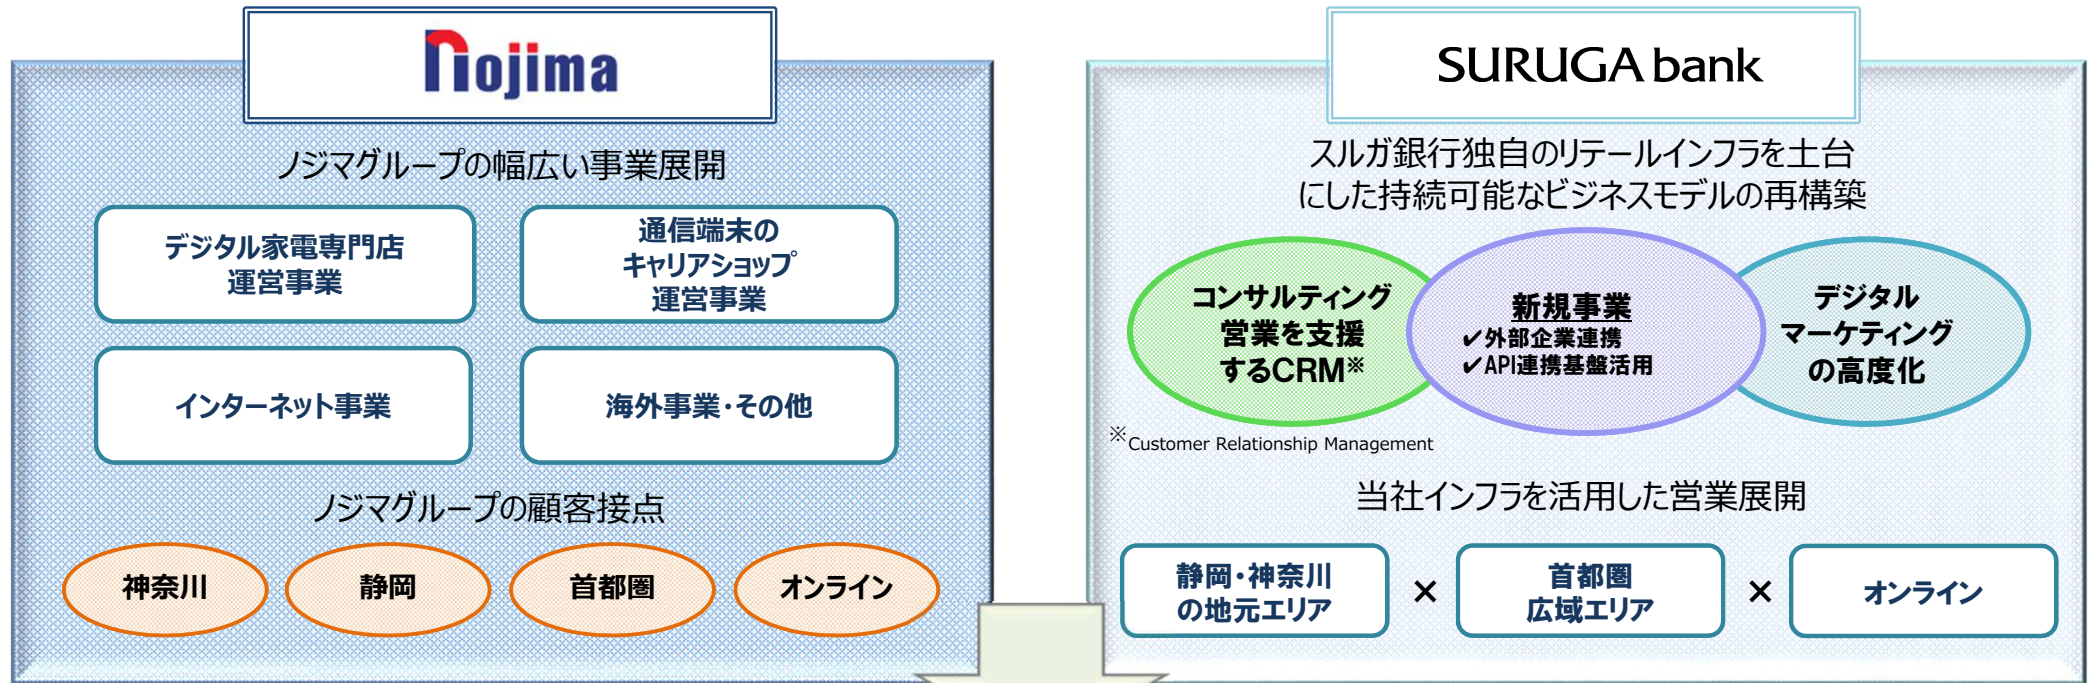 nojima
ノジマグループの幅広い事業展開
デジタル家電専門店
運営事業
通信端末の
キャリアショップ
運営事業
インターネット事業
海外事業・その他
ノジマグループの顧客接点
神奈川
静岡
首都圏
オンライン
SURUGA bank
スルガ銀行独自のリテールインフラを土台
にした持続可能なビジネスモデルの再構築
コンサルティング
営業を支援
するCRM※
新規事業
✔外部企業連携
✔API連携基盤活用
デジタル
マーケティング
の高度化
※Customer Relationship Management
当社インフラを活用した営業展開
静岡・神奈川
の地元エリア
×
首都圏
広域エリア
×
オンライン